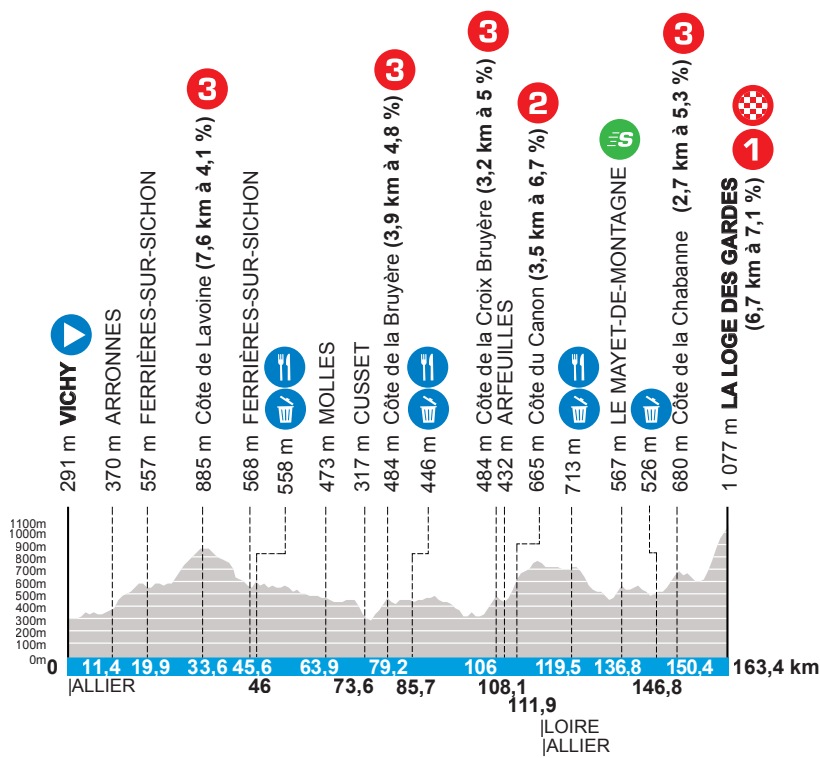 3
3
3
3
2
S
1
291 m VICHY
370 m ARRONNES
557 m FERRIÈRES-SUR-SICHON
885 m Côte de Lavoine (7,6 km à 4,1 %)
568 m FERRIÈRES-SUR-SICHON
558 m
473 m MOLLES
317 m CUSSET
484 m Côte de la Bruyère (3,9 km à 4,8 %)
446 m
484 m Côte de la Croix Bruyère (3,2 km à 5 %)
432 m ARFEUILLES
665 m Côte du Canon (3,5 km à 6,7 %)
713 m
567 m LE MAYET-DE-MONTAGNE
526 m
680 m Côte de la Chabanne (2,7 km à 5,3 %)
1 077 m LA LOGE DES GARDES
(6,7 km à 7,1 %)
1100m
1000m
900m
800m
700m
600m
500m
400m
300m
200m
100m
0m
0 11,4 19,9 33,6 45,6 63,9 79,2 106 119,5 136,8 150,4 163,4 km
|ALLIER 46 73,6 85,7 108,1 146,8
111,9
|LOIRE
|ALLIER